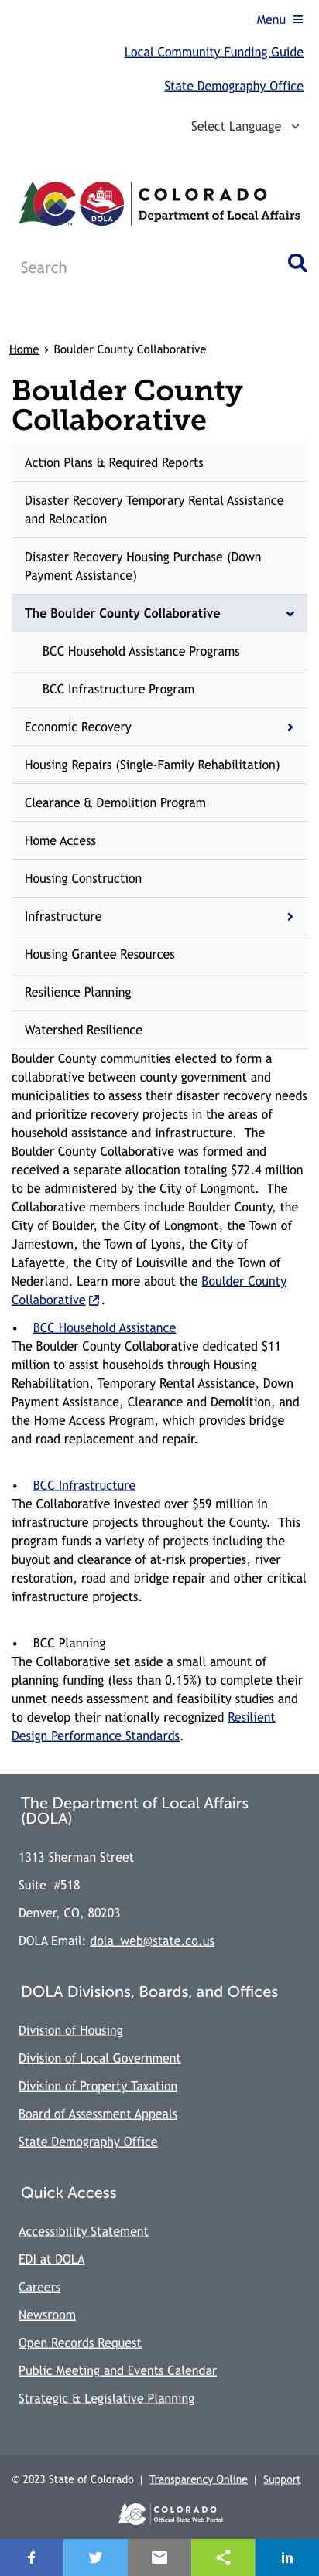 Menu
Local Community Funding Guide
State Demography Office
Select Language
DOLA
COLORADO
Department of Local Affairs
Search
Home › Boulder County Collaborative
Boulder County
Collaborative
Action Plans & Required Reports
Disaster Recovery Temporary Rental Assistance
and Relocation
Disaster Recovery Housing Purchase (Down
Payment Assistance)
The Boulder County Collaborative
BCC Household Assistance Programs
BCC Infrastructure Program
Economic Recovery
Housing Repairs (Single-Family Rehabilitation)
Clearance & Demolition Program
Home Access
Housing Construction
Infrastructure
Housing Grantee Resources
Resilience Planning
Watershed Resilience
Boulder County communities elected to form a
collaborative between county government and
municipalities to assess their disaster recovery needs
and prioritize recovery projects in the areas of
household assistance and infrastructure. The
Boulder County Collaborative was formed and
received a separate allocation totaling $72.4 million
to be administered by the City of Longmont. The
Collaborative members include Boulder County, the
City of Boulder, the City of Longmont, the Town of
Jamestown, the Town of Lyons, the City of
Lafayette, the City of Louisville and the Town of
Nederland. Learn more about the Boulder County
Collaborative.
• BCC Household Assistance
The Boulder County Collaborative dedicated $11
million to assist households through Housing
Rehabilitation, Temporary Rental Assistance, Down
Payment Assistance, Clearance and Demolition, and
the Home Access Program, which provides bridge
and road replacement and repair.
• BCC Infrastructure
The Collaborative invested over $59 million in
infrastructure projects throughout the County. This
program funds a variety of projects including the
buyout and clearance of at-risk properties, river
restoration, road and bridge repair and other critical
infrastructure projects.
• BCC Planning
The Collaborative set aside a small amount of
planning funding (less than 0.15%) to complete their
unmet needs assessment and feasibility studies and
to develop their nationally recognized Resilient
Design Performance Standards.
The Department of Local Affairs
(DOLA)
1313 Sherman Street
Suite #518
Denver, CO, 80203
DOLA Email: dola_web@state.co.us
DOLA Divisions, Boards, and Offices
Division of Housing
Division of Local Government
Division of Property Taxation
Board of Assessment Appeals
State Demography Office
Quick Access
Accessibility Statement
EDI at DOLA
Careers
Newsroom
Open Records Request
Public Meeting and Events Calendar
Strategic & Legislative Planning
© 2023 State of Colorado | Transparency Online | Support
COLORADO
Official State Web Portal